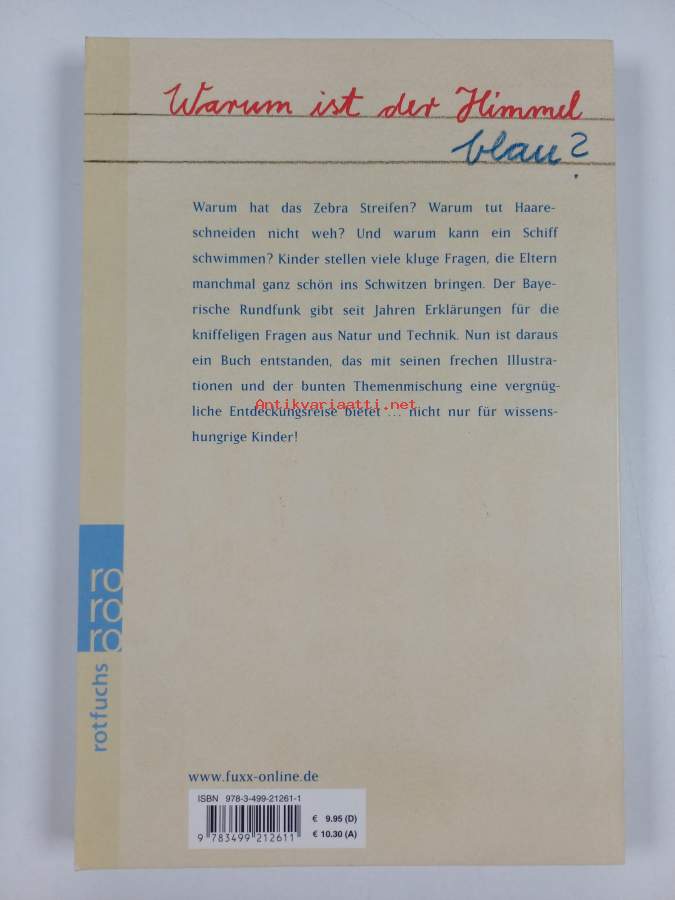 Warum ist der Himmel
blau?
Warum hat das Zebra Streifen? Warum tut Haare-
schneiden nicht weh? Und warum kann ein Schiff
schwimmen? Kinder stellen viele kluge Fragen, die Eltern
manchmal ganz schön ins Schwitzen bringen. Der Baye-
rische Rundfunk gibt seit Jahren Erklärungen für die
kniffeligen Fragen aus Natur und Technik. Nun ist daraus
ein Buch entstanden, das mit seinen frechen Illustra-
tionen und der bunten Themenmischung eine vergnüg-
Antikvariaatti.net
liche Entdeckungsreise bietet ... nicht nur für wissens-
hungrige Kinder!
ro
ro
ro
rotfuchs
www.fuxx-online.de
ISBN 978-3-499-21261-1
€ 9.95 (D)
€ 10.30 (A)
9 783499 212611